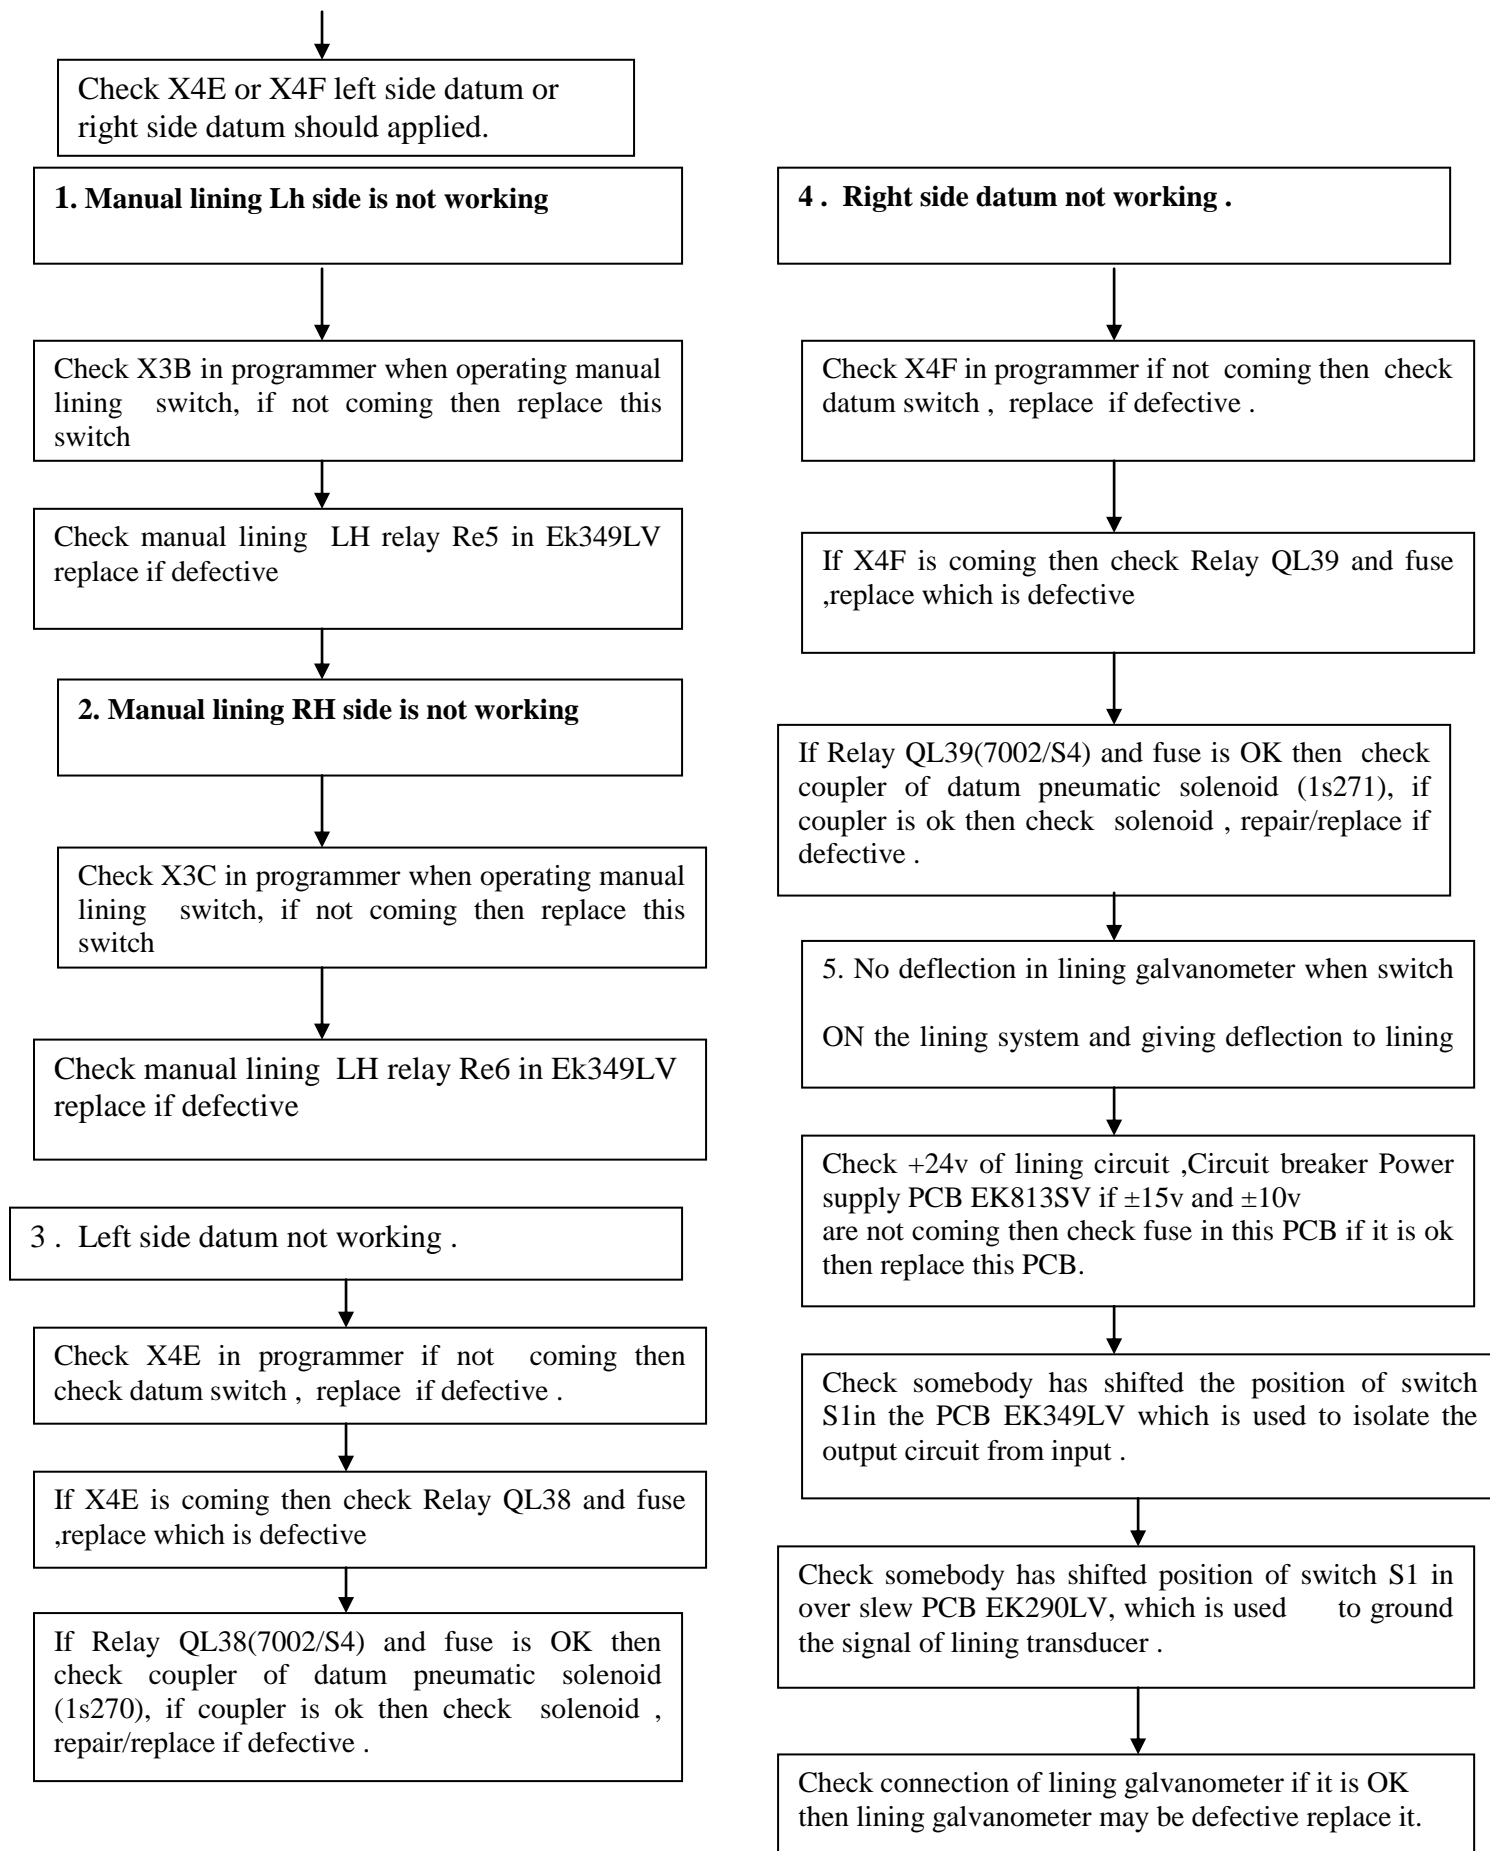 Check X4E or X4F left side datum or
right side datum should applied.
1. Manual lining Lh side is not working
Check X3B in programmer when operating manual
lining switch, if not coming then replace this
switch
Check manual lining LH relay Re5 in Ek349LV
replace if defective
2. Manual lining RH side is not working
Check X3C in programmer when operating manual
lining switch, if not coming then replace this
switch
Check manual lining LH relay Re6 in Ek349LV
replace if defective
3 . Left side datum not working .
Check X4E in programmer if not coming then
check datum switch , replace if defective .
If X4E is coming then check Relay QL38 and fuse
,replace which is defective
If Relay QL38(7002/S4) and fuse is OK then
check coupler of datum pneumatic solenoid
(1s270), if coupler is ok then check solenoid ,
repair/replace if defective .
4 . Right side datum not working .
Check X4F in programmer if not coming then check
datum switch , replace if defective .
If X4F is coming then check Relay QL39 and fuse
,replace which is defective
If Relay QL39(7002/S4) and fuse is OK then check
coupler of datum pneumatic solenoid (1s271), if
coupler is ok then check solenoid , repair/replace if
defective .
5. No deflection in lining galvanometer when switch
ON the lining system and giving deflection to lining
Check +24v of lining circuit ,Circuit breaker Power
supply PCB EK813SV if ±15v and ±10v
are not coming then check fuse in this PCB if it is ok
then replace this PCB.
Check somebody has shifted the position of switch
S1in the PCB EK349LV which is used to isolate the
output circuit from input .
Check somebody has shifted position of switch S1 in
over slew PCB EK290LV, which is used to ground
the signal of lining transducer .
Check connection of lining galvanometer if it is OK
then lining galvanometer may be defective replace it.